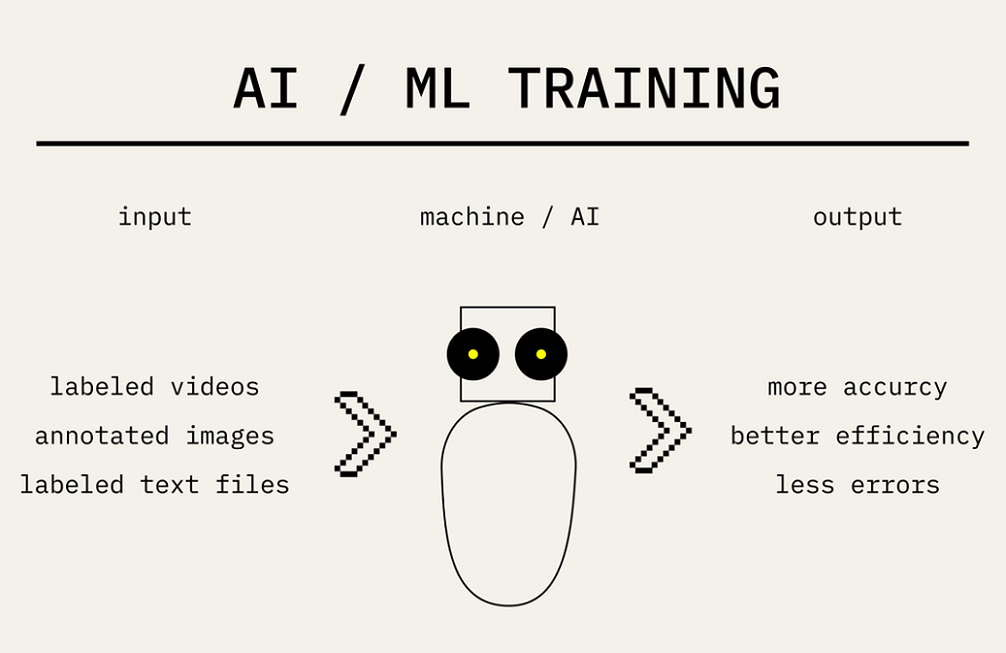 AI / ML TRAINING
input
machine / AI
output
labeled videos
annotated images
labeled text files
more accurcy
better efficiency
less errors